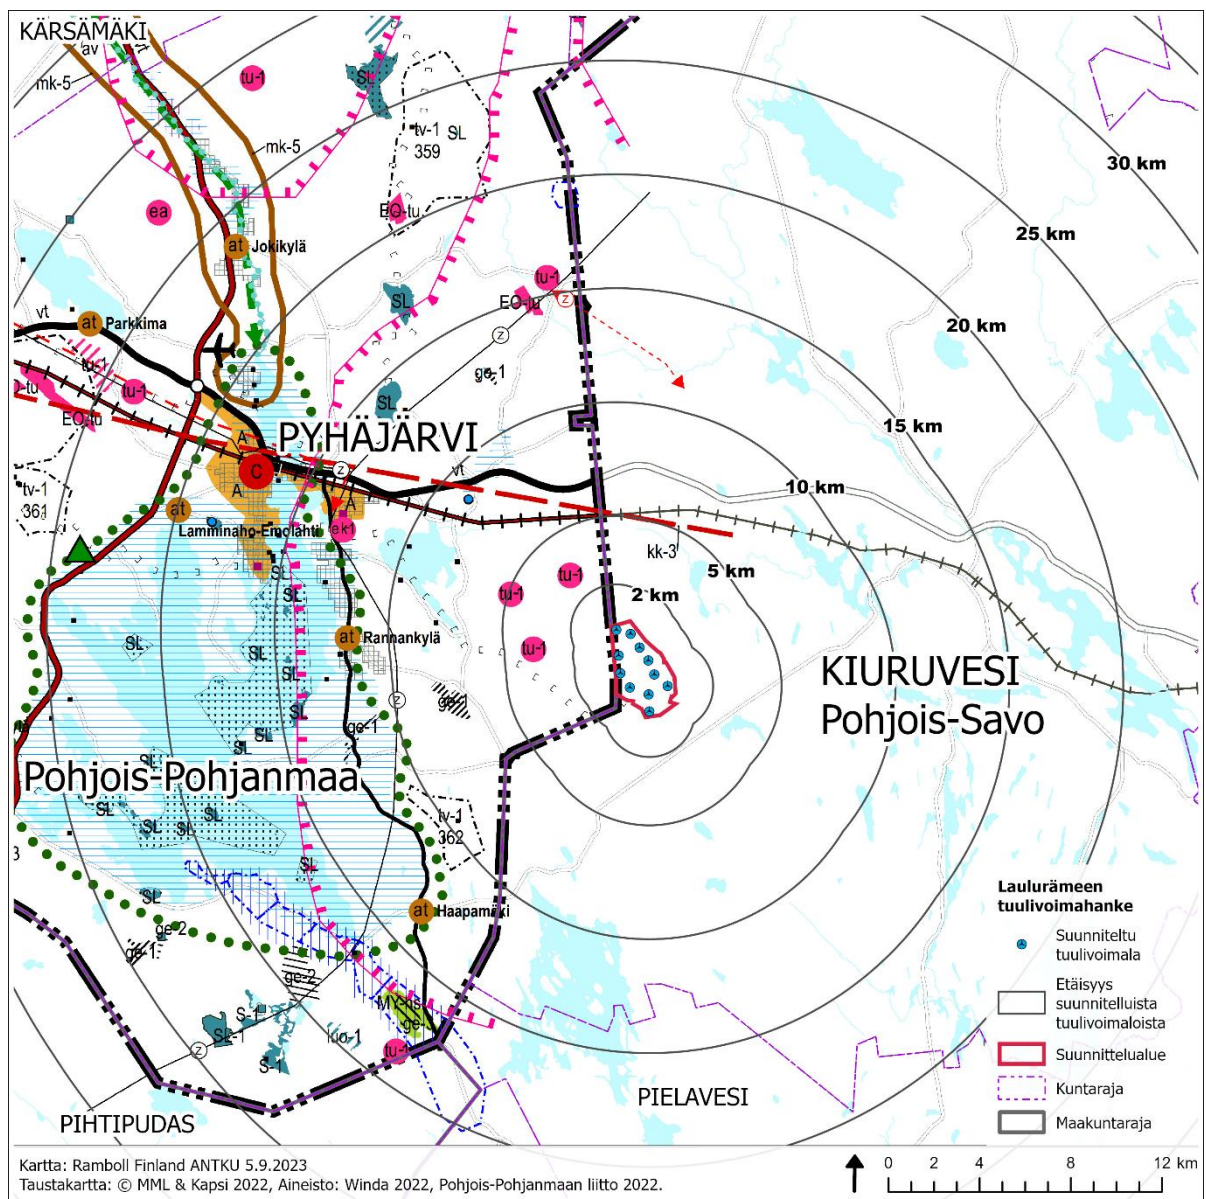 KÄRSÄMÄKI
av
mk-5
tu-1
SL
tv-1
359
SL
mk-5
30 km
ea
EO-tu
at
Jokikylä
25 km
tu-1
SL
EO-tu
z
vt
at
Parkkima
z
20 km
tu-1
tu-1
ge-1
EO-tu
SL
15 km
A
PYHÄJÄRVI
C
z
vt
10 km
tv-1
361
A
at
A
Lamminaho-Emolahti
ek1
kk-3
5 km
SL
tu-1
tu-1
2 km
SL
SL
at
Rannankylä
tu-1
SL
SL
KIURUVESI
Pohjois-Savo
SL
z
ge-1
ge-1
SL
SL
Pohjois-Pohjanmaa
SL
SL
SL
tv-1
362
SL
SL
at
Haapamäki
ge-2
ge-1
ge-2
S-1
SL-1
luo-1
S-1
z
tu-1
PIHTIPUDAS
PIELAVESI
Laulurämeen
tuulivoimahanke
Suunniteltu
tuulivoimala
Etäisyys
suunnitelluista
tuulivoimaloista
Suunnittelualue
Kuntaraja
Maakuntaraja
Kartta: Ramboll Finland ANTKU 5.9.2023
Taustakartta: © MML & Kapsi 2022, Aineisto: Winda 2022, Pohjois-Pohjanmaan liitto 2022.
0 2 4 8 12 km